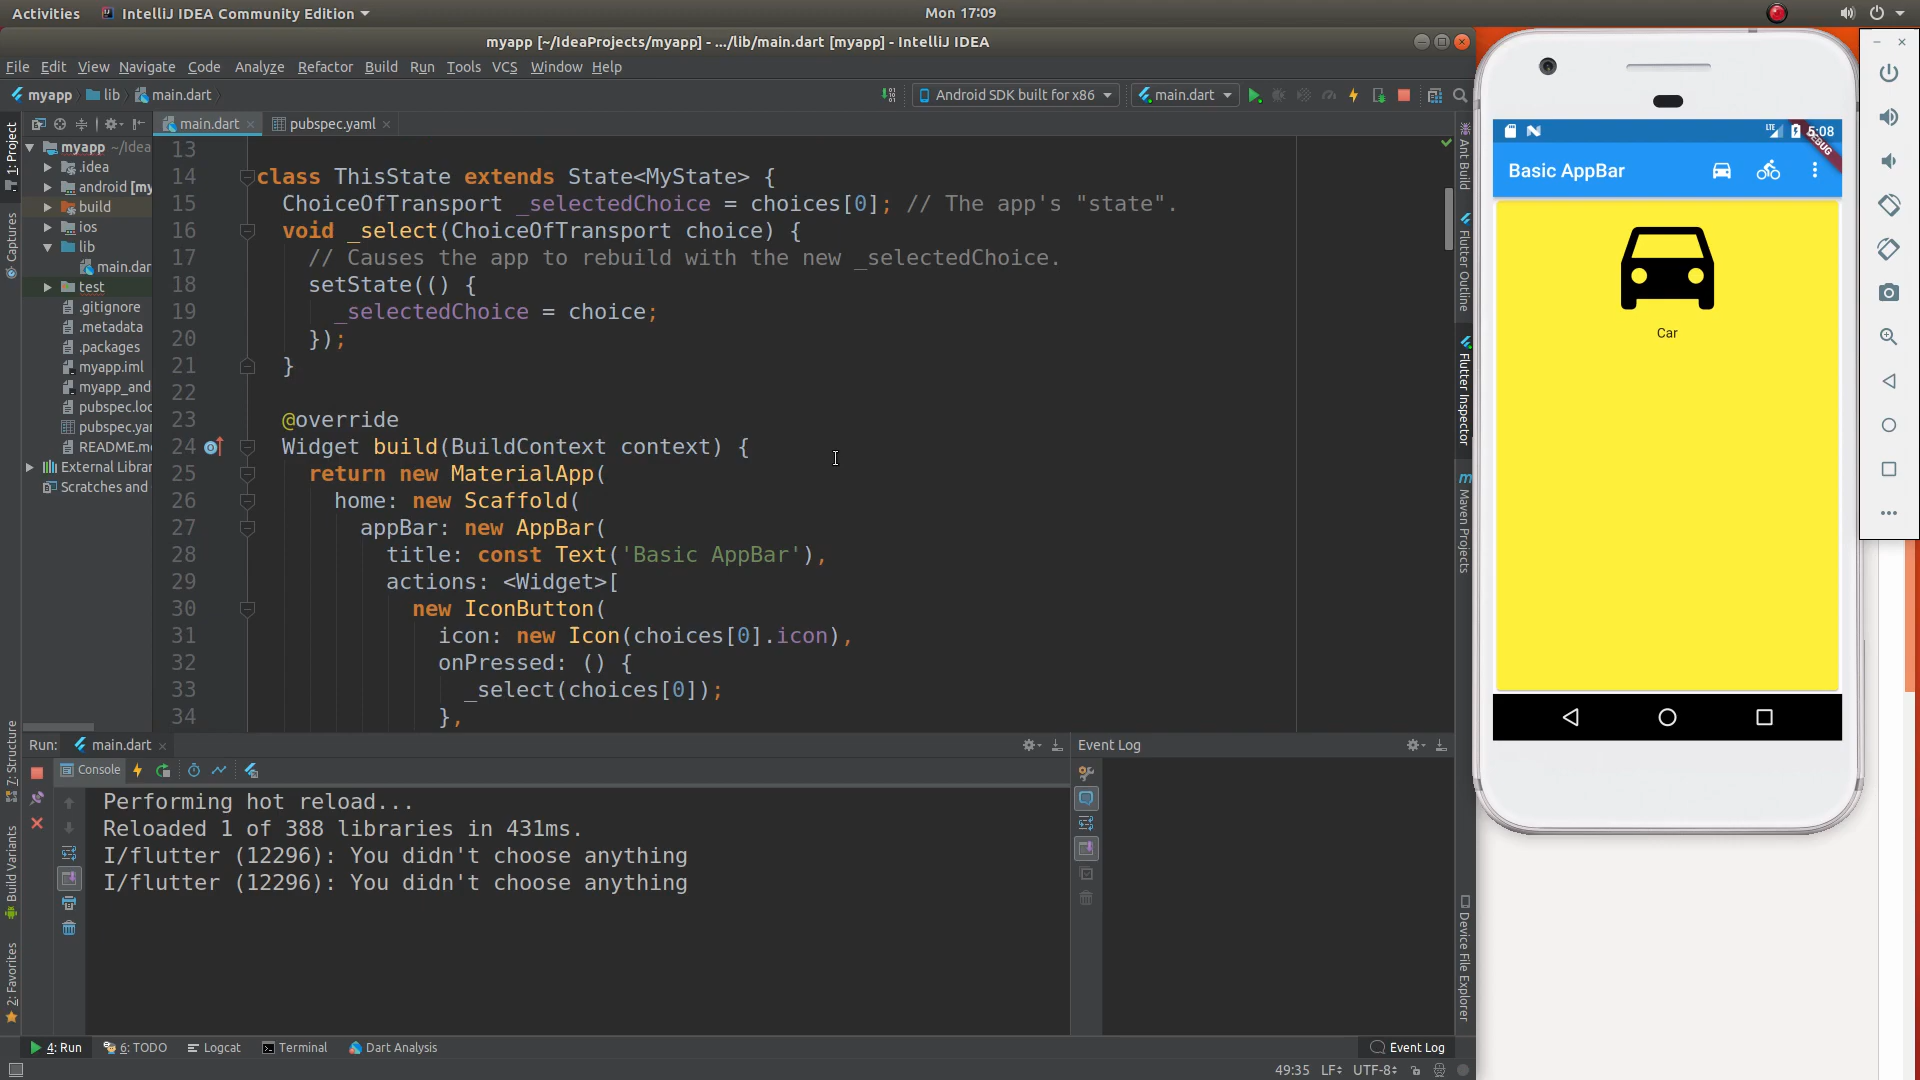 Activities IntelliJ IDEA Community Edition Mon 17:09
myapp [~/IdeaProjects/myapp] - .../lib/main.dart [myapp] - IntelliJ IDEA
File Edit View Navigate Code Analyze Refactor Build Run Tools VCS Window Help
myapp lib main.dart Android SDK built for x86 main.dart
main.dart pubspec.yaml
1: Project
Captures
7: Structure
Build Variants
2: Favorites
myapp ~/Idea
.idea
android [my
build
ios
lib
main.dar
test
.gitignore
.metadata
.packages
myapp.iml
myapp_and
pubspec.loc
pubspec.yar
README.m
External Librar
Scratches and
13
14 class ThisState extends State<MyState> {
15 ChoiceOfTransport _selectedChoice = choices[0]; // The app's "state".
16 void _select(ChoiceOfTransport choice) {
17 // Causes the app to rebuild with the new _selectedChoice.
18 setState(() {
19 _selectedChoice = choice;
20 });
21 }
22
23 @override
24 Widget build(BuildContext context) {
25 return new MaterialApp(
26 home: new Scaffold(
27 appBar: new AppBar(
28 title: const Text('Basic AppBar'),
29 actions: <Widget>[
30 new IconButton(
31 icon: new Icon(choices[0].icon),
32 onPressed: () {
33 _select(choices[0]);
34 },
Ant Build
Flutter Outline
Flutter Inspector
Maven Projects
Device File Explorer
Run: main.dart
Console
Performing hot reload...
Reloaded 1 of 388 libraries in 431ms.
I/flutter (12296): You didn't choose anything
I/flutter (12296): You didn't choose anything
Event Log
4: Run 6: TODO Logcat Terminal Dart Analysis Event Log
49:35 LF UTF-8
LTE 5:08
DEBUG
Basic AppBar
Car